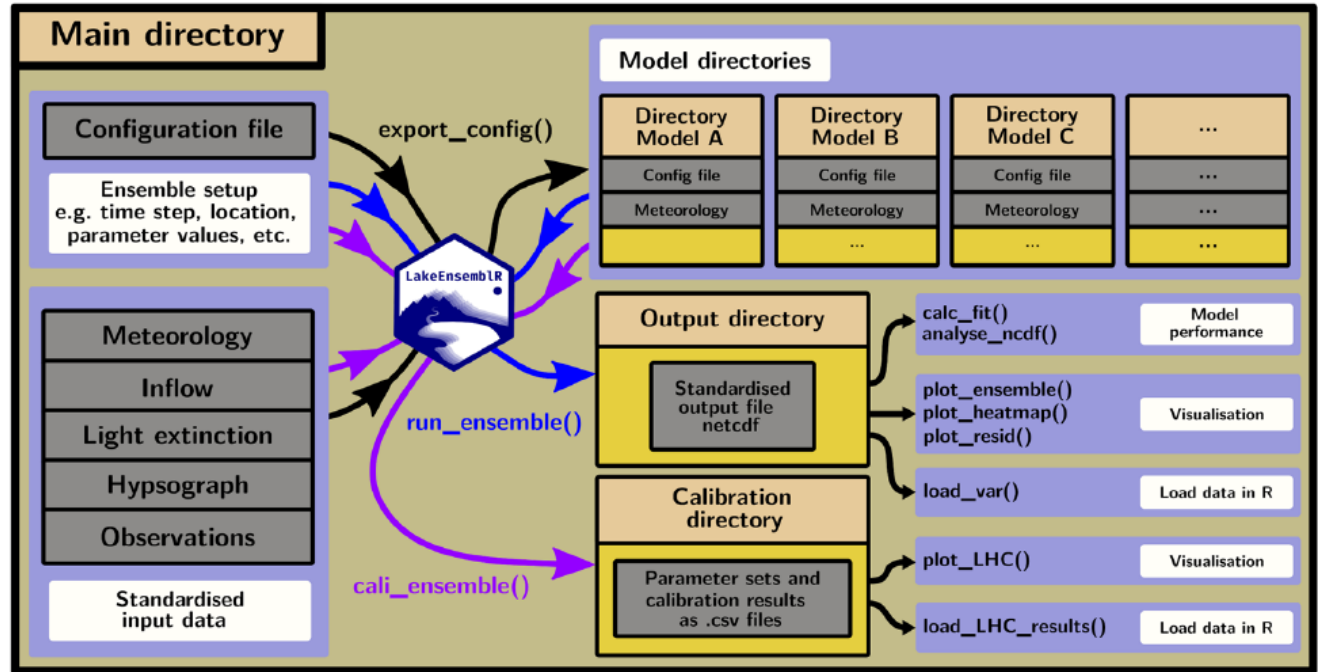 Main directory
Configuration file
Ensemble setup
e.g. time step, location,
parameter values, etc.
Meteorology
Inflow
Light extinction
Hypsograph
Observations
Standardised
input data
export_config()
LakeEnsemblR
run_ensemble()
cali_ensemble()
Model directories
Directory
Model A
Config file
Meteorology
Directory
Model B
Config file
Meteorology
...
Directory
Model C
Config file
Meteorology
...
...
...
...
...
Output directory
Standardised
output file
netcdf
calc_fit()
analyse_ncdf()
Model
performance
plot_ensemble()
plot_heatmap()
plot_resid()
Visualisation
load_var()
Load data in R
Calibration
directory
Parameter sets and
calibration results
as .csv files
plot_LHC()
Visualisation
load_LHC_results()
Load data in R